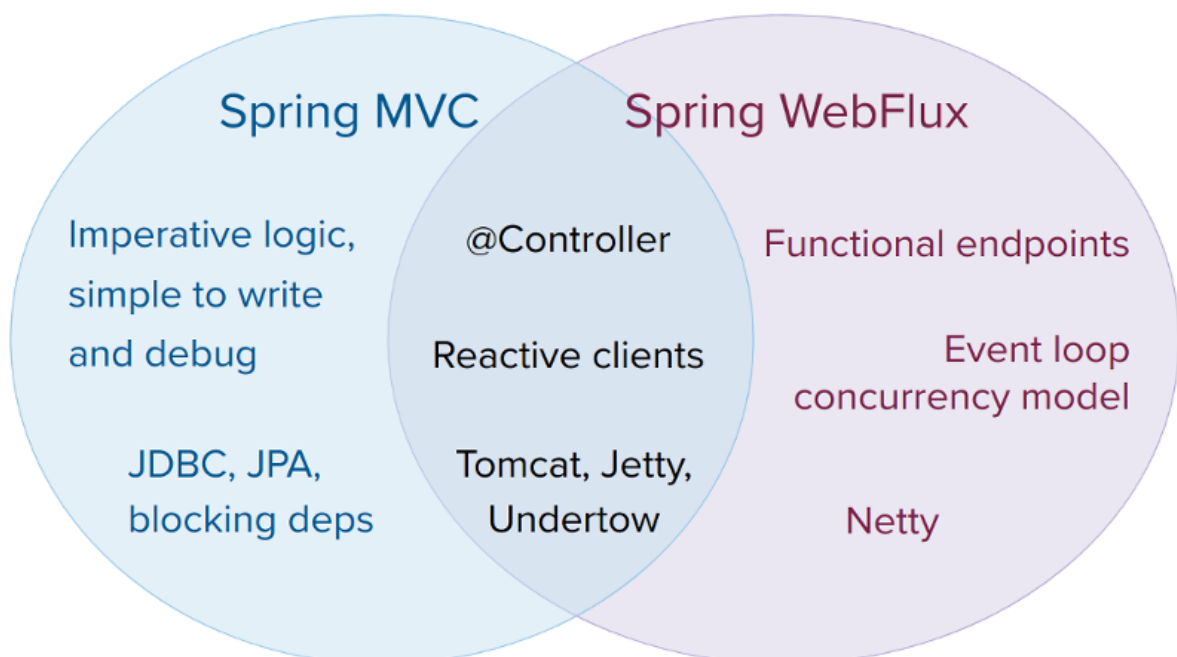 Spring MVC
Spring WebFlux
Imperative logic,
simple to write
and debug
JDBC, JPA,
blocking deps
@Controller
Reactive clients
Tomcat, Jetty,
Undertow
Functional endpoints
Event loop
concurrency model
Netty